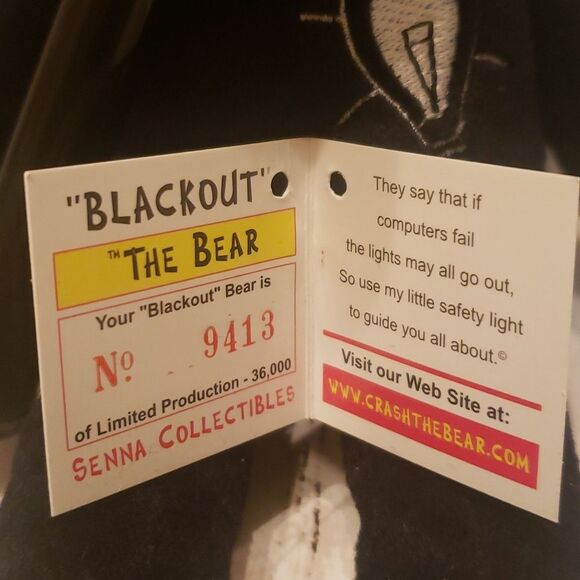 "BLACKOUT"
™THE BEAR
Your "Blackout" Bear is
No 9413
of Limited Production - 36,000
SENNA COLLECTIBLES
They say that if
computers fail
the lights may all go out,
So use my little safety light
to guide you all about.©
Visit our Web Site at:
WWW.CRASHTHEBEAR.COM